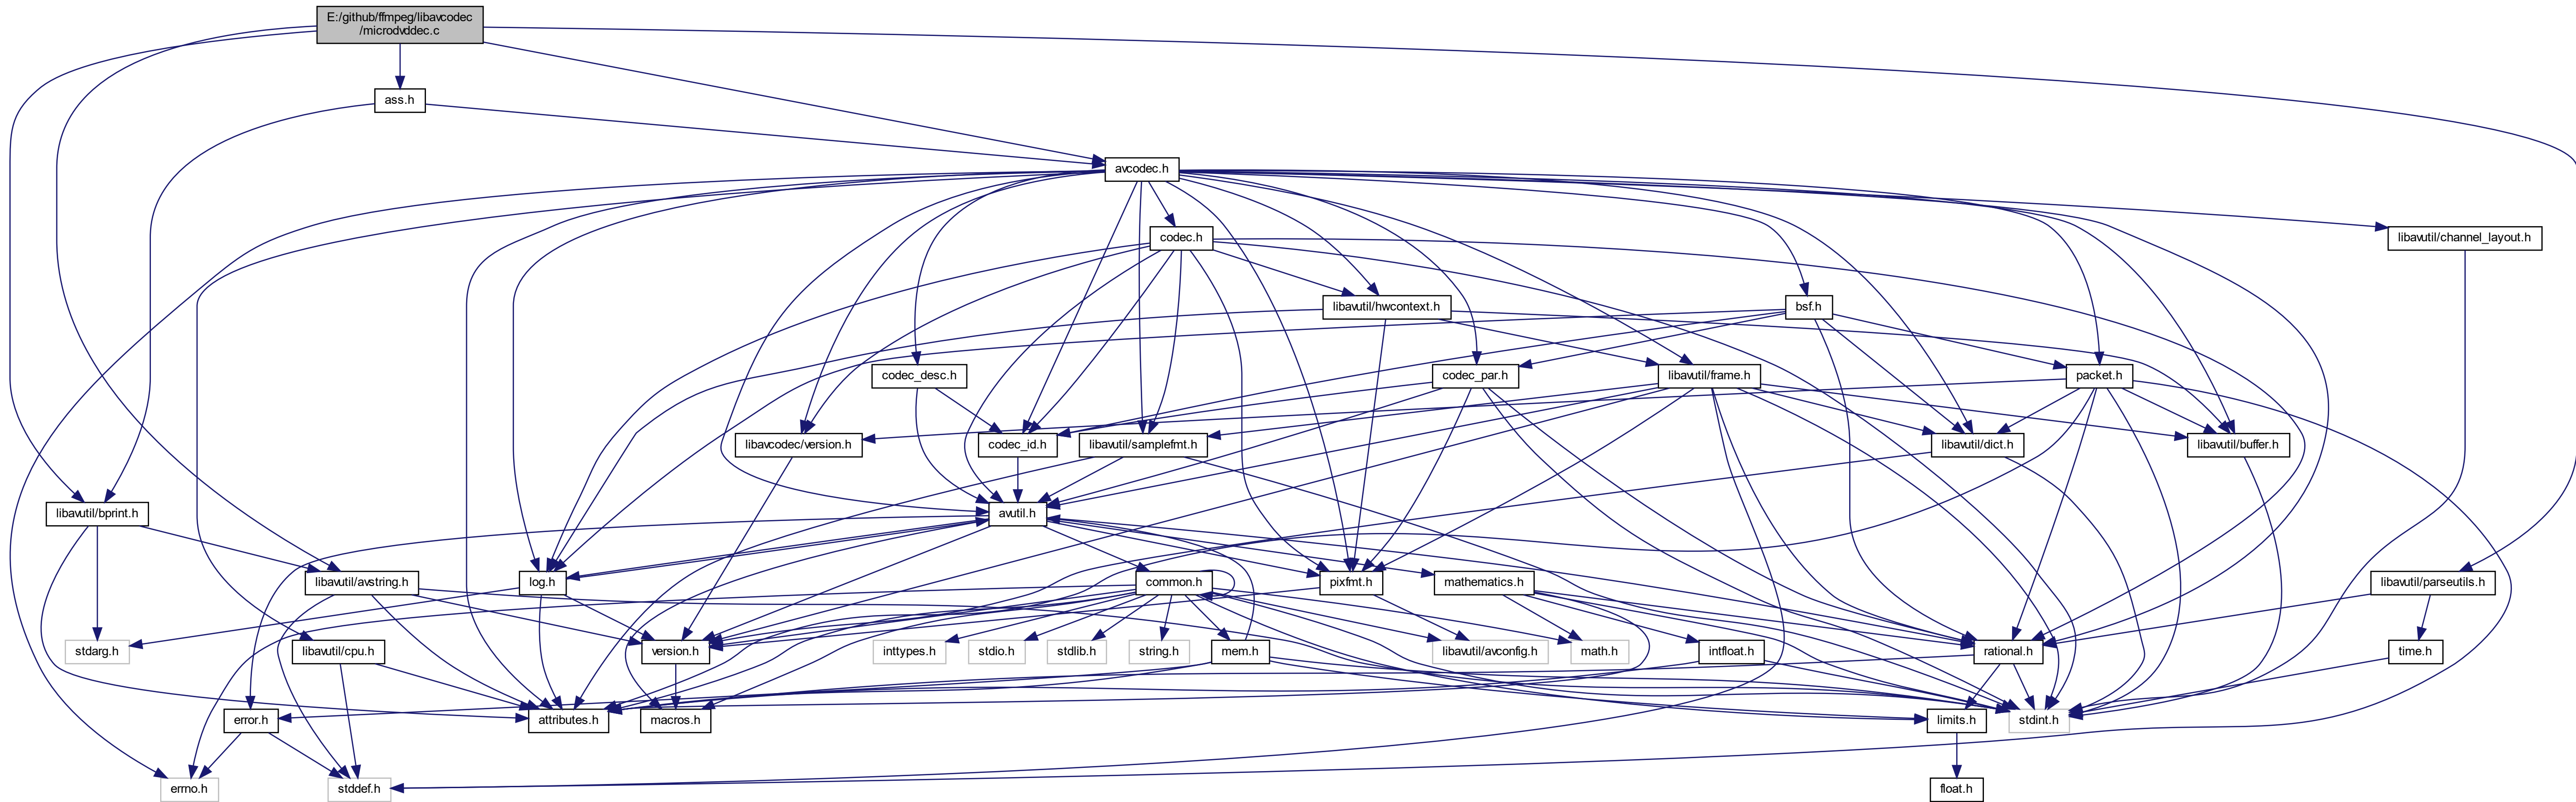 E:/github/ffmpeg/libavcodec
/microdvddec.c
ass.h
avcodec.h
codec.h
libavutil/channel_layout.h
libavutil/hwcontext.h
bsf.h
codec_desc.h
codec_par.h
libavutil/frame.h
packet.h
libavcodec/version.h
codec_id.h
libavutil/samplefmt.h
libavutil/dict.h
libavutil/buffer.h
libavutil/bprint.h
avutil.h
libavutil/avstring.h
log.h
common.h
pixfmt.h
mathematics.h
libavutil/parseutils.h
stdarg.h
libavutil/cpu.h
version.h
inttypes.h
stdio.h
stdlib.h
string.h
mem.h
libavutil/avconfig.h
math.h
intfloat.h
rational.h
time.h
error.h
attributes.h
macros.h
limits.h
stdint.h
errno.h
stddef.h
float.h